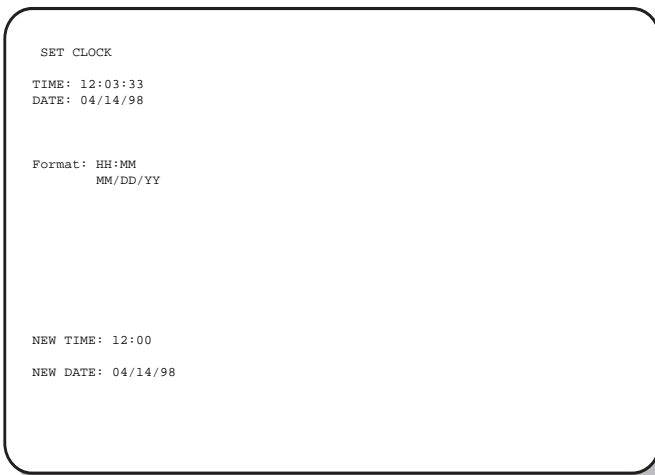 SET CLOCK
TIME: 12:03:33
DATE: 04/14/98
Format: HH:MM
MM/DD/YY
NEW TIME: 12:00
NEW DATE: 04/14/98